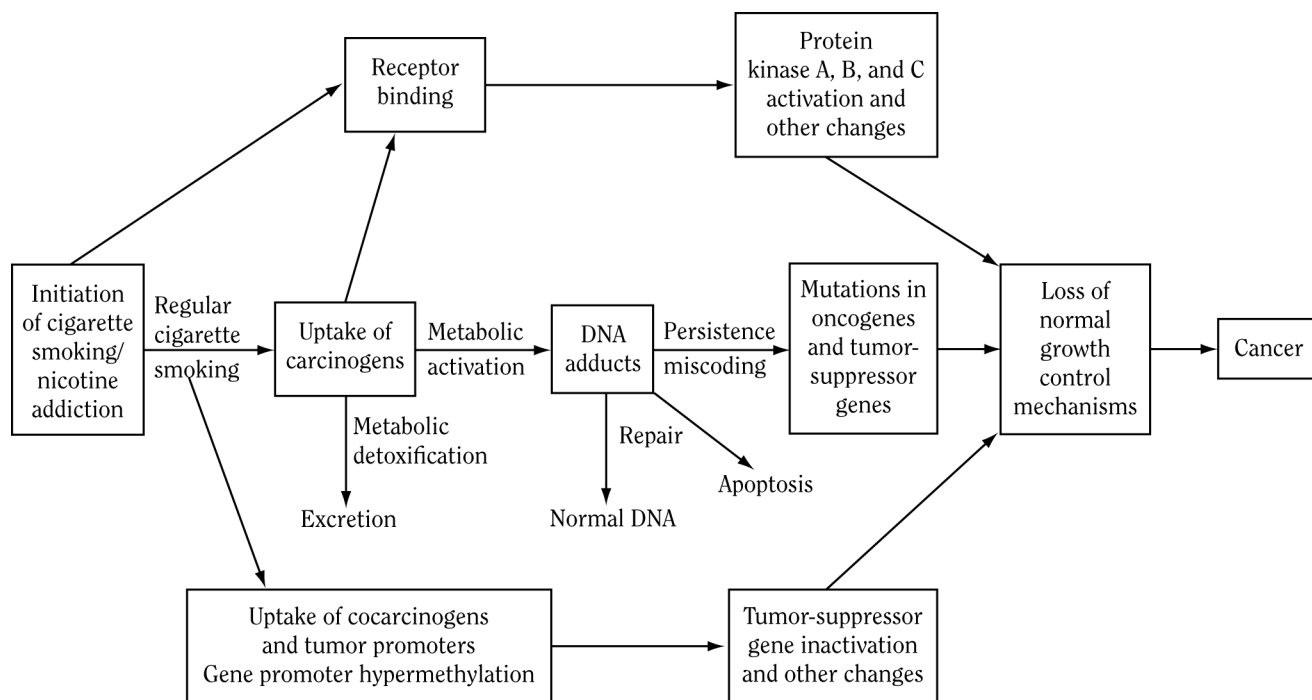 Receptor
binding
Protein
kinase A, B, and C
activation and
other changes
Initiation
of cigarette
smoking/
nicotine
addiction
Regular
cigarette
smoking
Uptake of
carcinogens
Metabolic
activation
DNA
adducts
Persistence
miscoding
Mutations in
oncogenes
and tumor-
suppressor
genes
Loss of
normal
growth
control
mechanisms
Cancer
Metabolic
detoxification
Excretion
Repair
Normal DNA
Apoptosis
Uptake of cocarcinogens
and tumor promoters
Gene promoter hypermethylation
Tumor-suppressor
gene inactivation
and other changes